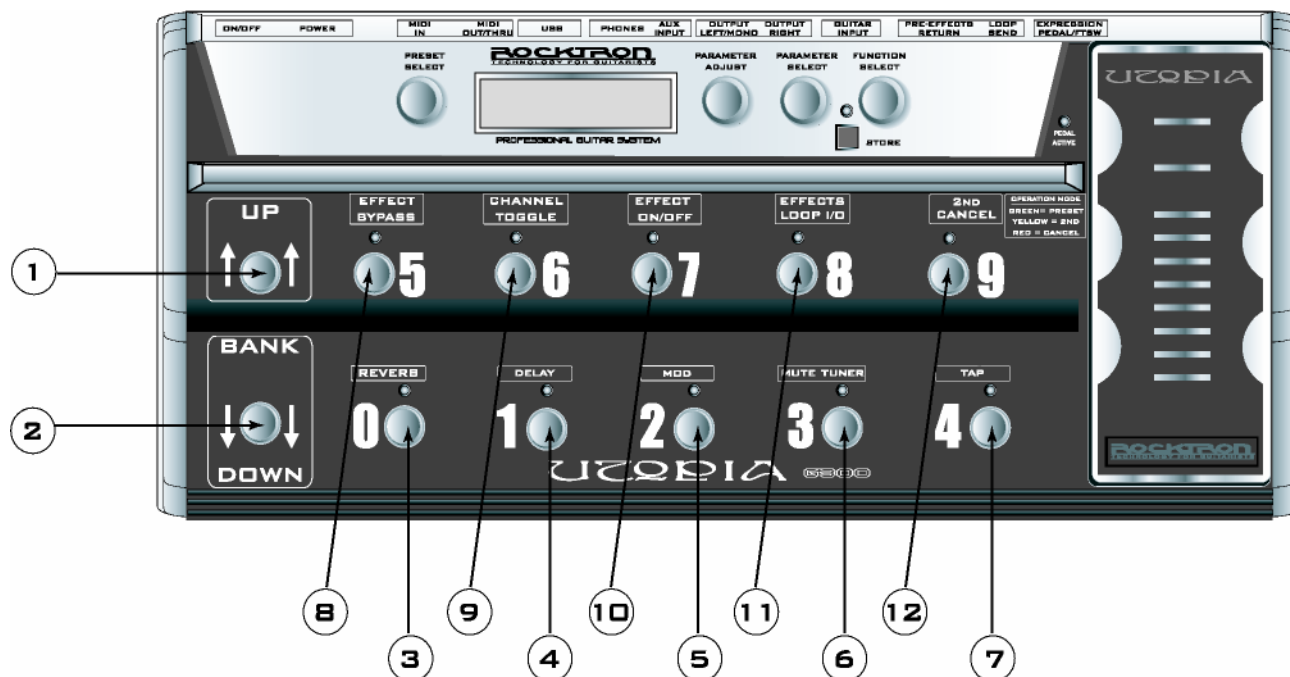 ON/OFF POWER MIDI IN MIDI OUT/THRU USB PHONES AUX INPUT OUTPUT LEFT/MONO OUTPUT RIGHT GUITAR INPUT PRE-EFFECTS RETURN LOOP SEND EXPRESSION PEDAL/FTSW
PRESET SELECT
ROCKTRON
TECHNOLOGY FOR GUITARISTS
PROFESSIONAL GUITAR SYSTEM
PARAMETER ADJUST
PARAMETER SELECT
FUNCTION SELECT
STORE
PEDAL ACTIVE
UTOPIA
UP
EFFECT BYPASS
CHANNEL TOGGLE
EFFECT ON/OFF
EFFECTS LOOP I/O
2ND CANCEL
OPERATION MODE
GREEN= PRESET
YELLOW = 2ND
RED = CANCEL
1
5 6 7 8 9
BANK
DOWN
2
REVERB DELAY MOD MUTE TUNER TAP
0 1 2 3 4
UTOPIA G300
ROCKTRON
TECHNOLOGY FOR GUITARISTS
8 9 10 11 12
3 4 5 6 7